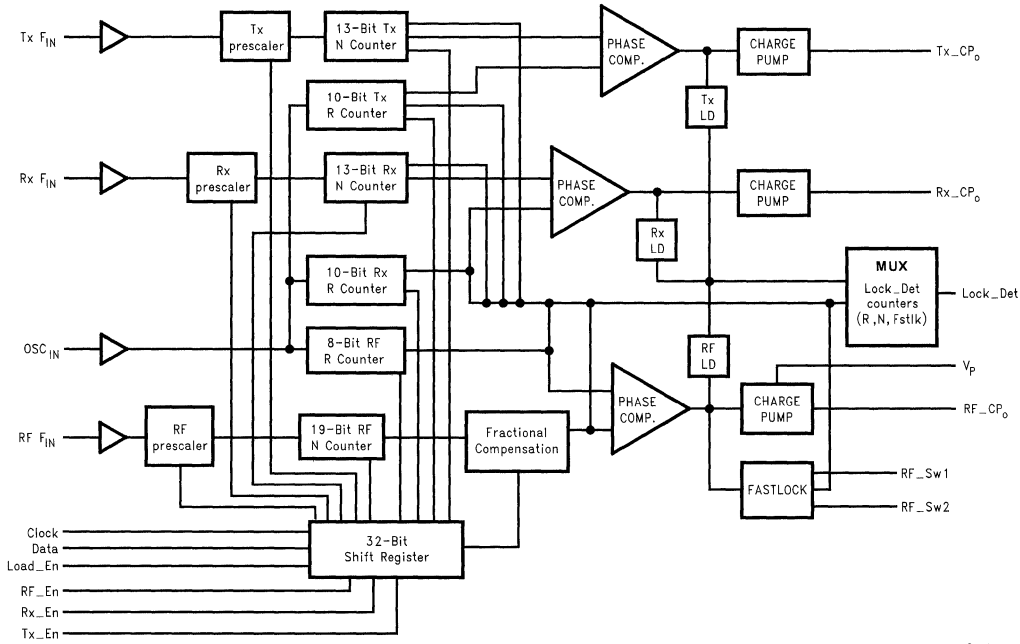 Tx F_IN
Tx
prescaler
13-Bit Tx
N Counter
PHASE
COMP.
CHARGE
PUMP
Tx_CP_o
10-Bit Tx
R Counter
Tx
LD
Rx F_IN
Rx
prescaler
13-Bit Rx
N Counter
PHASE
COMP.
CHARGE
PUMP
Rx_CP_o
Rx
LD
10-Bit Rx
R Counter
MUX
Lock_Det
counters
(R ,N, Fstlk)
Lock_Det
OSC_IN
8-Bit RF
R Counter
RF
LD
V_P
PHASE
COMP.
CHARGE
PUMP
RF_CP_o
RF F_IN
RF
prescaler
19-Bit RF
N Counter
Fractional
Compensation
FASTLOCK
RF_Sw1
RF_Sw2
Clock
Data
Load_En
32-Bit
Shift Register
RF_En
Rx_En
Tx_En